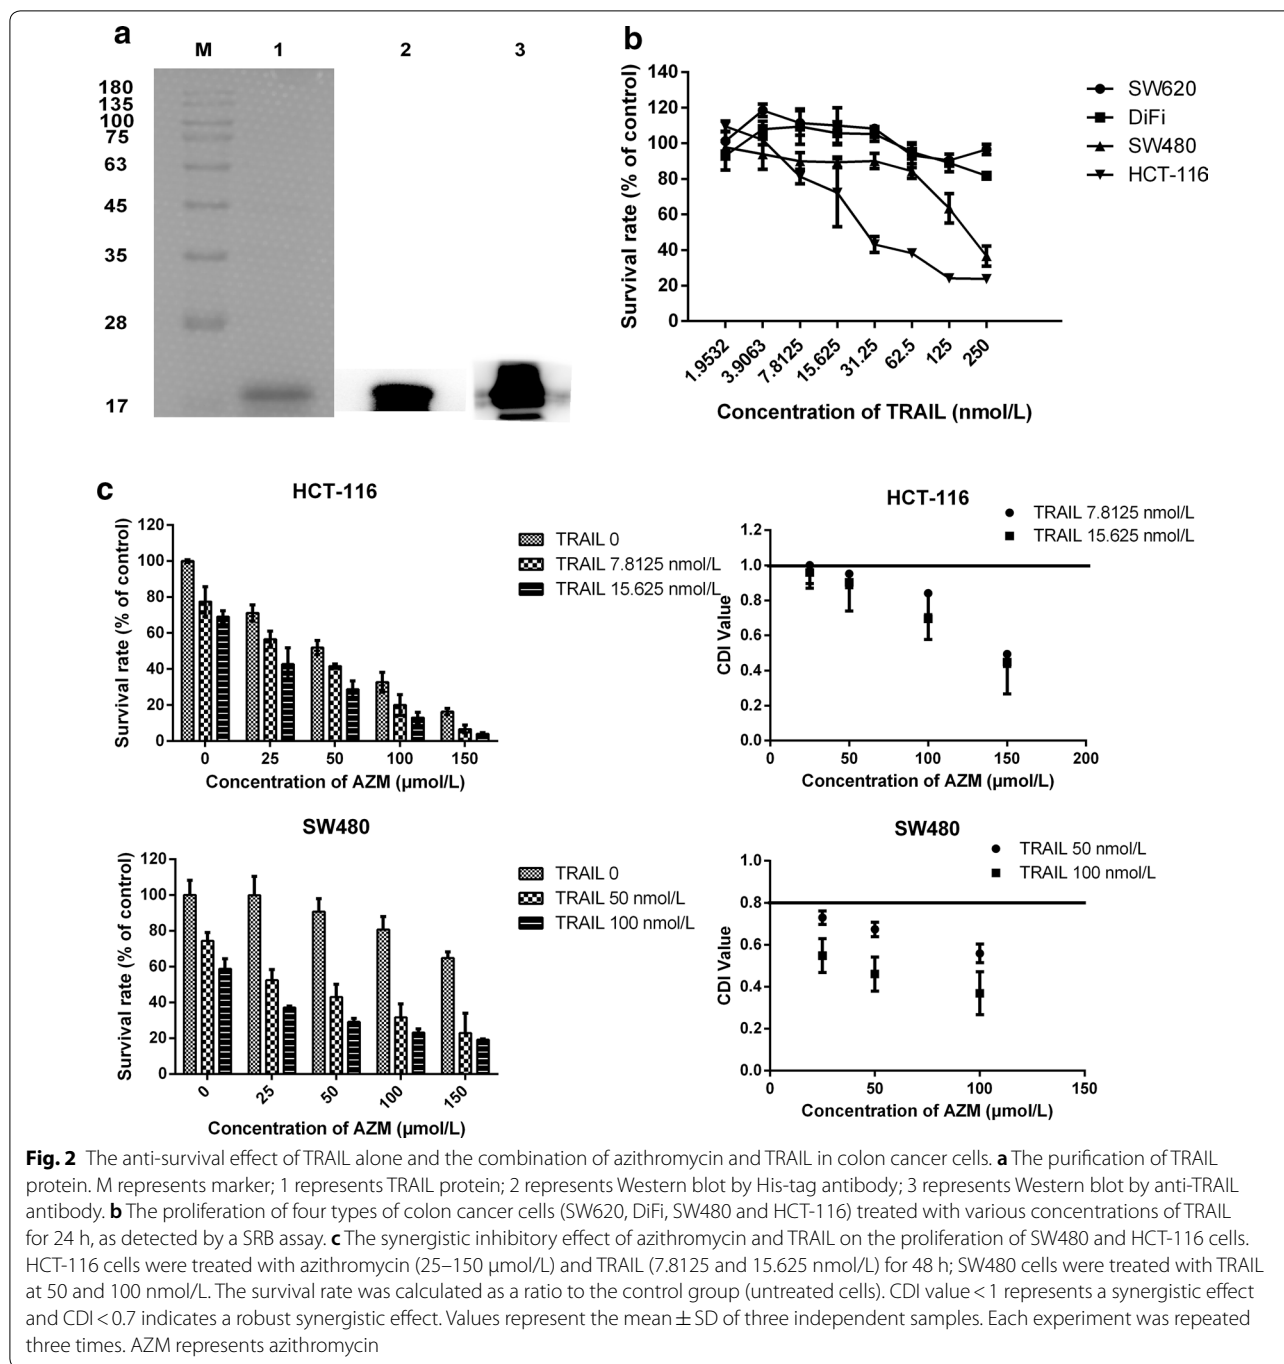 a
M 1 2 3
180
135
100
75
63
45
35
28
17
b
Survival rate (% of control)
140
120
100
80
60
40
20
0
1.9532 3.9063 7.8125 15.625 31.25 62.5 125 250
Concentration of TRAIL (nmol/L)
SW620
DiFi
SW480
HCT-116
c
HCT-116
Survival rate (% of control)
120
100
80
60
40
20
0
0 25 50 100 150
Concentration of AZM (μmol/L)
TRAIL 0
TRAIL 7.8125 nmol/L
TRAIL 15.625 nmol/L
HCT-116
TRAIL 7.8125 nmol/L
TRAIL 15.625 nmol/L
CDI Value
1.2
1.0
0.8
0.6
0.4
0.2
0.0
0 50 100 150 200
Concentration of AZM (μmol/L)
SW480
Survival rate (% of control)
120
100
80
60
40
20
0
0 25 50 100 150
Concentration of AZM (μmol/L)
TRAIL 0
TRAIL 50 nmol/L
TRAIL 100 nmol/L
SW480
TRAIL 50 nmol/L
TRAIL 100 nmol/L
CDI Value
1.0
0.8
0.6
0.4
0.2
0.0
0 50 100 150
Concentration of AZM (μmol/L)
Fig. 2 The anti-survival effect of TRAIL alone and the combination of azithromycin and TRAIL in colon cancer cells. a The purification of TRAIL
protein. M represents marker; 1 represents TRAIL protein; 2 represents Western blot by His-tag antibody; 3 represents Western blot by anti-TRAIL
antibody. b The proliferation of four types of colon cancer cells (SW620, DiFi, SW480 and HCT-116) treated with various concentrations of TRAIL
for 24 h, as detected by a SRB assay. c The synergistic inhibitory effect of azithromycin and TRAIL on the proliferation of SW480 and HCT-116 cells.
HCT-116 cells were treated with azithromycin (25–150 μmol/L) and TRAIL (7.8125 and 15.625 nmol/L) for 48 h; SW480 cells were treated with TRAIL
at 50 and 100 nmol/L. The survival rate was calculated as a ratio to the control group (untreated cells). CDI value < 1 represents a synergistic effect
and CDI < 0.7 indicates a robust synergistic effect. Values represent the mean ± SD of three independent samples. Each experiment was repeated
three times. AZM represents azithromycin